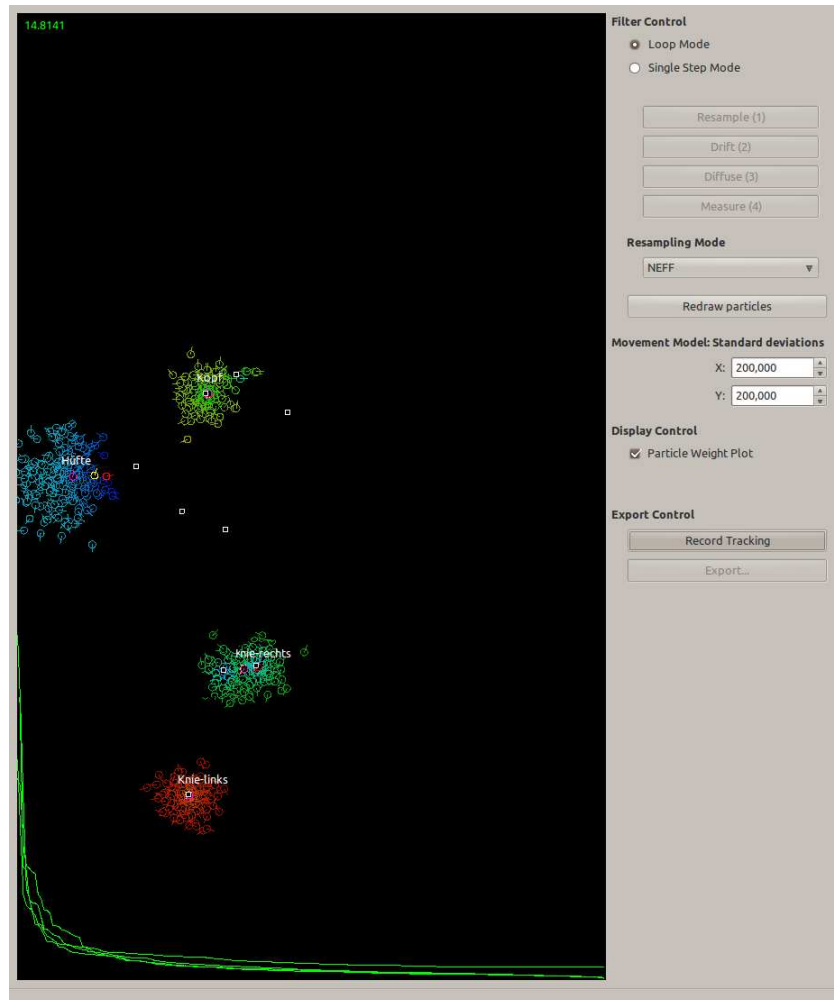 14.8141
Kopf
Hüfte
Knie-rechts
Knie-links
Filter Control
Loop Mode
Single Step Mode
Resample (1)
Drift (2)
Diffuse (3)
Measure (4)
Resampling Mode
NEFF
Redraw particles
Movement Model: Standard deviations
X: 200,000
Y: 200,000
Display Control
Particle Weight Plot
Export Control
Record Tracking
Export...